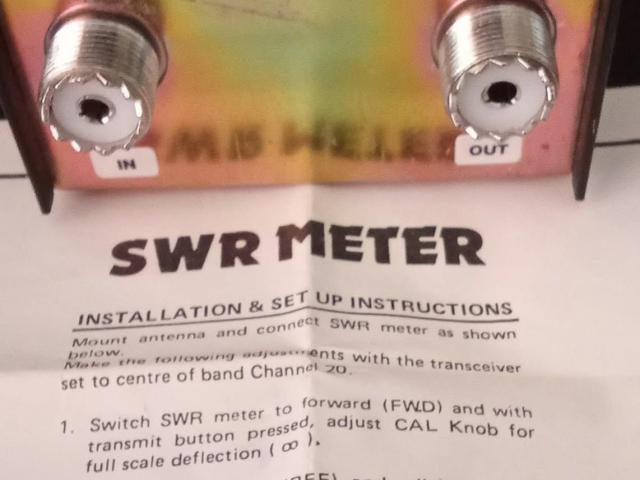 IN
OUT
SWR METER
INSTALLATION & SET UP INSTRUCTIONS
Mount antenna and connect SWR meter as shown
below.
Make the following adjustments with the transceiver
set to centre of band Channel 20.
1. Switch SWR meter to forward (FWD) and with
transmit button pressed, adjust CAL Knob for
full scale deflection ( ∞ ).